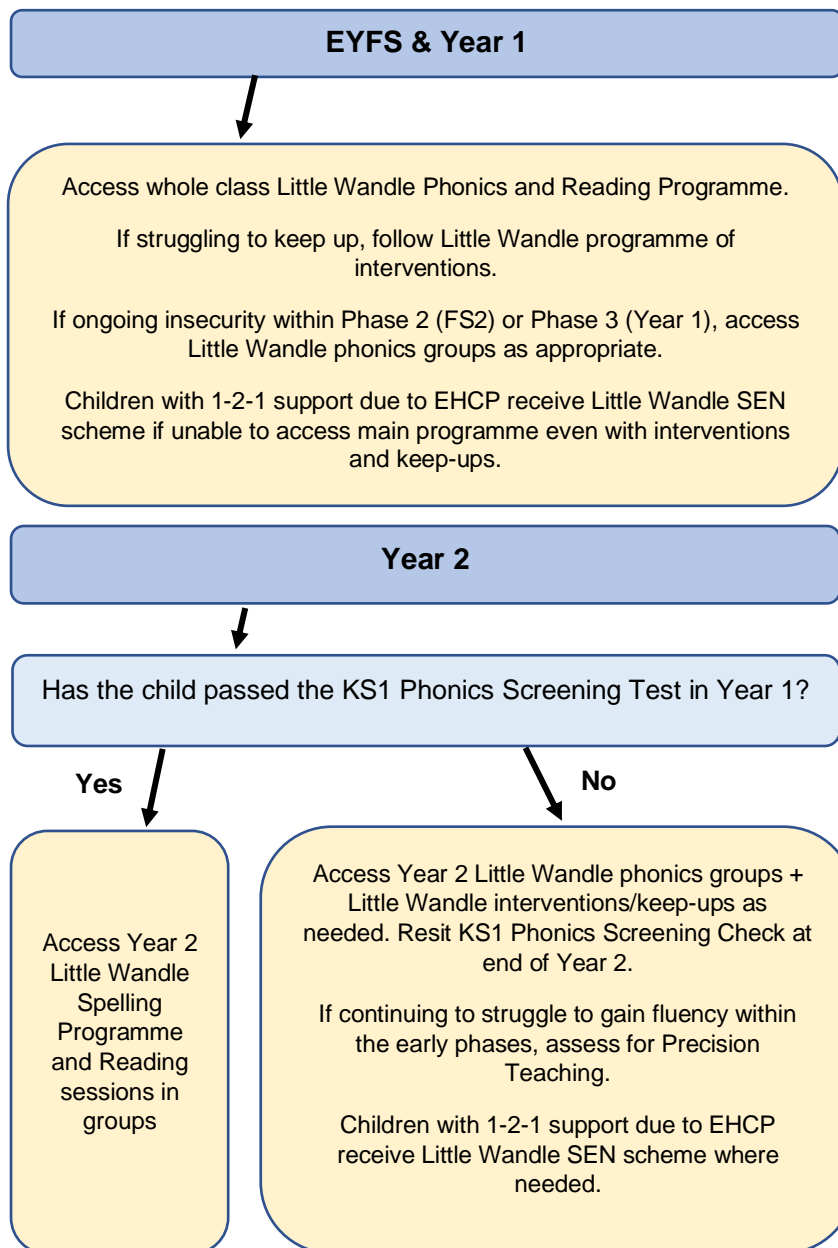 EYFS & Year 1
Access whole class Little Wandle Phonics and Reading Programme.
If struggling to keep up, follow Little Wandle programme of
interventions.
If ongoing insecurity within Phase 2 (FS2) or Phase 3 (Year 1), access
Little Wandle phonics groups as appropriate.
Children with 1-2-1 support due to EHCP receive Little Wandle SEN
scheme if unable to access main programme even with interventions
and keep-ups.
Year 2
Has the child passed the KS1 Phonics Screening Test in Year 1?
Yes
No
Access Year 2
Little Wandle
Spelling
Programme
and Reading
sessions in
groups
Access Year 2 Little Wandle phonics groups +
Little Wandle interventions/keep-ups as
needed. Resit KS1 Phonics Screening Check at
end of Year 2.
If continuing to struggle to gain fluency within
the early phases, assess for Precision
Teaching.
Children with 1-2-1 support due to EHCP
receive Little Wandle SEN scheme where
needed.